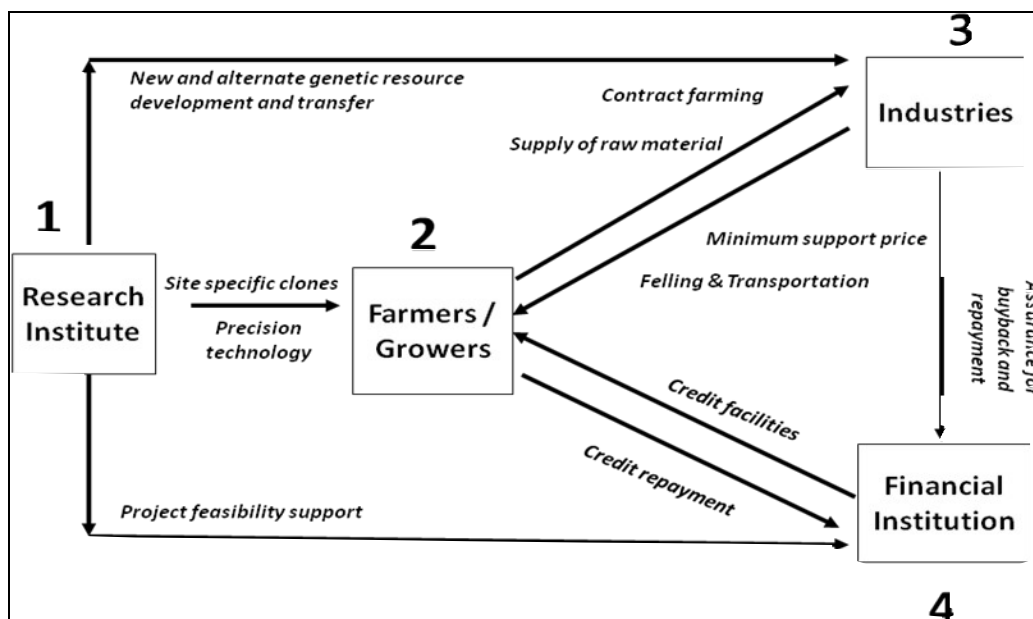 3
New and alternate genetic resource
development and transfer
Contract farming
Supply of raw material
Industries
1
2
Research
Institute
Site specific clones
Precision
technology
Farmers /
Growers
Minimum support price
Felling & Transportation
Assurance for
buyback and
repayment
Credit facilities
Credit repayment
Project feasibility support
Financial
Institution
4